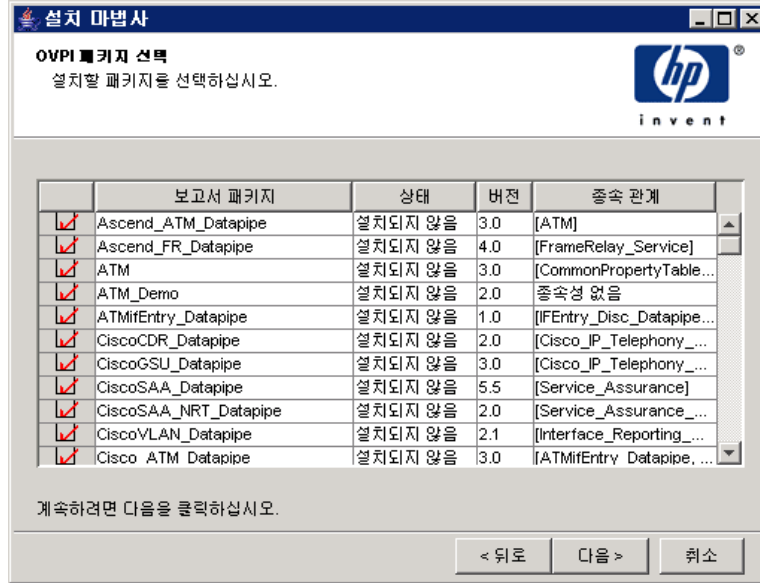 설치 마법사
OVPI 패키지 선택
설치할 패키지를 선택하십시오.
hp
®
invent
보고서 패키지 상태 버전 종속 관계
Ascend_ATM_Datapipe 설치되지 않음 3.0 [ATM]
Ascend_FR_Datapipe 설치되지 않음 4.0 [FrameRelay_Service]
ATM 설치되지 않음 3.0 [CommonPropertyTable...
ATM_Demo 설치되지 않음 2.0 종속성 없음
ATMifEntry_Datapipe 설치되지 않음 1.0 [IFEntry_Disc_Datapipe...
CiscoCDR_Datapipe 설치되지 않음 2.0 [Cisco_IP_Telephony_...
CiscoGSU_Datapipe 설치되지 않음 3.0 [Cisco_IP_Telephony_...
CiscoSAA_Datapipe 설치되지 않음 5.5 [Service_Assurance]
CiscoSAA_NRT_Datapipe 설치되지 않음 2.0 [Service_Assurance_...
CiscoVLAN_Datapipe 설치되지 않음 2.1 [Interface_Reporting_...
Cisco_ATM_Datapipe 설치되지 않음 3.0 [ATMifEntry_Datapipe, ...
계속하려면 다음을 클릭하십시오.
< 뒤로 다음 > 취소